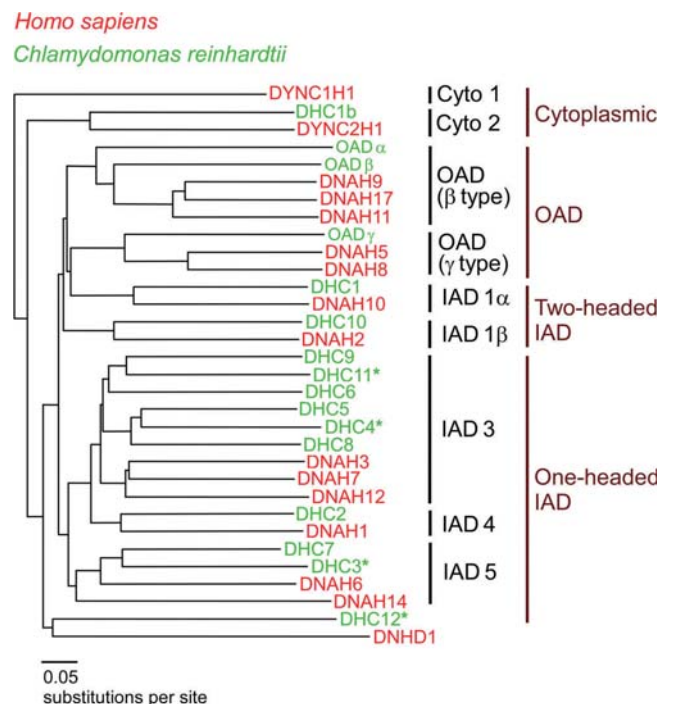 Homo sapiens
Chlamydomonas reinhardtii
DYNC1H1
DHC1b
DYNC2H1
OAD α
OAD β
DNAH9
DNAH17
DNAH11
OAD γ
DNAH5
DNAH8
DHC1
DNAH10
DHC10
DNAH2
DHC9
DHC11*
DHC6
DHC5
DHC4*
DHC8
DNAH3
DNAH7
DNAH12
DHC2
DNAH1
DHC7
DHC3*
DNAH6
DNAH14
DHC12*
DNHD1
Cyto 1
Cyto 2
OAD
(β type)
OAD
(γ type)
IAD 1α
IAD 1β
IAD 3
IAD 4
IAD 5
Cytoplasmic
OAD
Two-headed
IAD
One-headed
IAD
0.05
substitutions per site